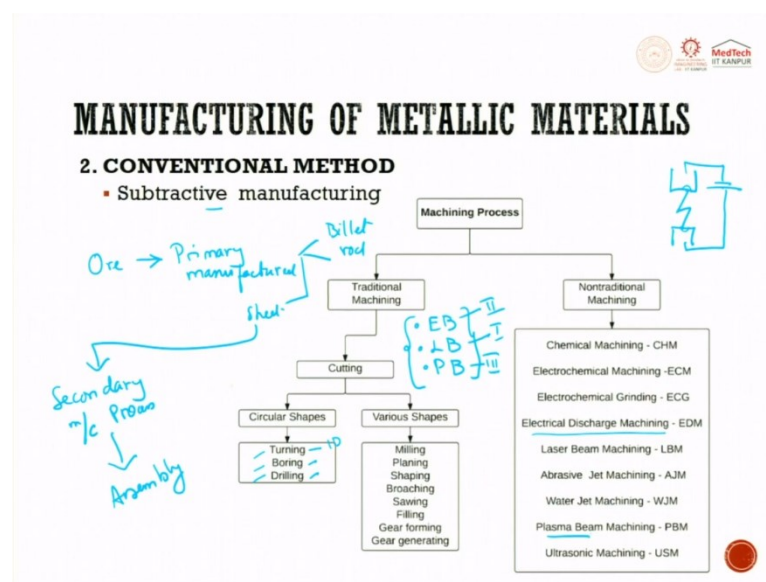 MedTech
IIT KANPUR
MANUFACTURING OF METALLIC MATERIALS
2. CONVENTIONAL METHOD
▪ Subtractive manufacturing
Machining Process
Billet
rod
Ore → Primary
manufactured
Sheet
Secondary
m/c Process
Assembly
Traditional
Machining
Nontraditional
Machining
• EB II
• LB I
• PB III
Cutting
Circular Shapes
Various Shapes
Turning
Boring
Drilling
Milling
Planing
Shaping
Broaching
Sawing
Filling
Gear forming
Gear generating
Chemical Machining - CHM
Electrochemical Machining -ECM
Electrochemical Grinding - ECG
Electrical Discharge Machining - EDM
Laser Beam Machining - LBM
Abrasive Jet Machining - AJM
Water Jet Machining - WJM
Plasma Beam Machining - PBM
Ultrasonic Machining - USM